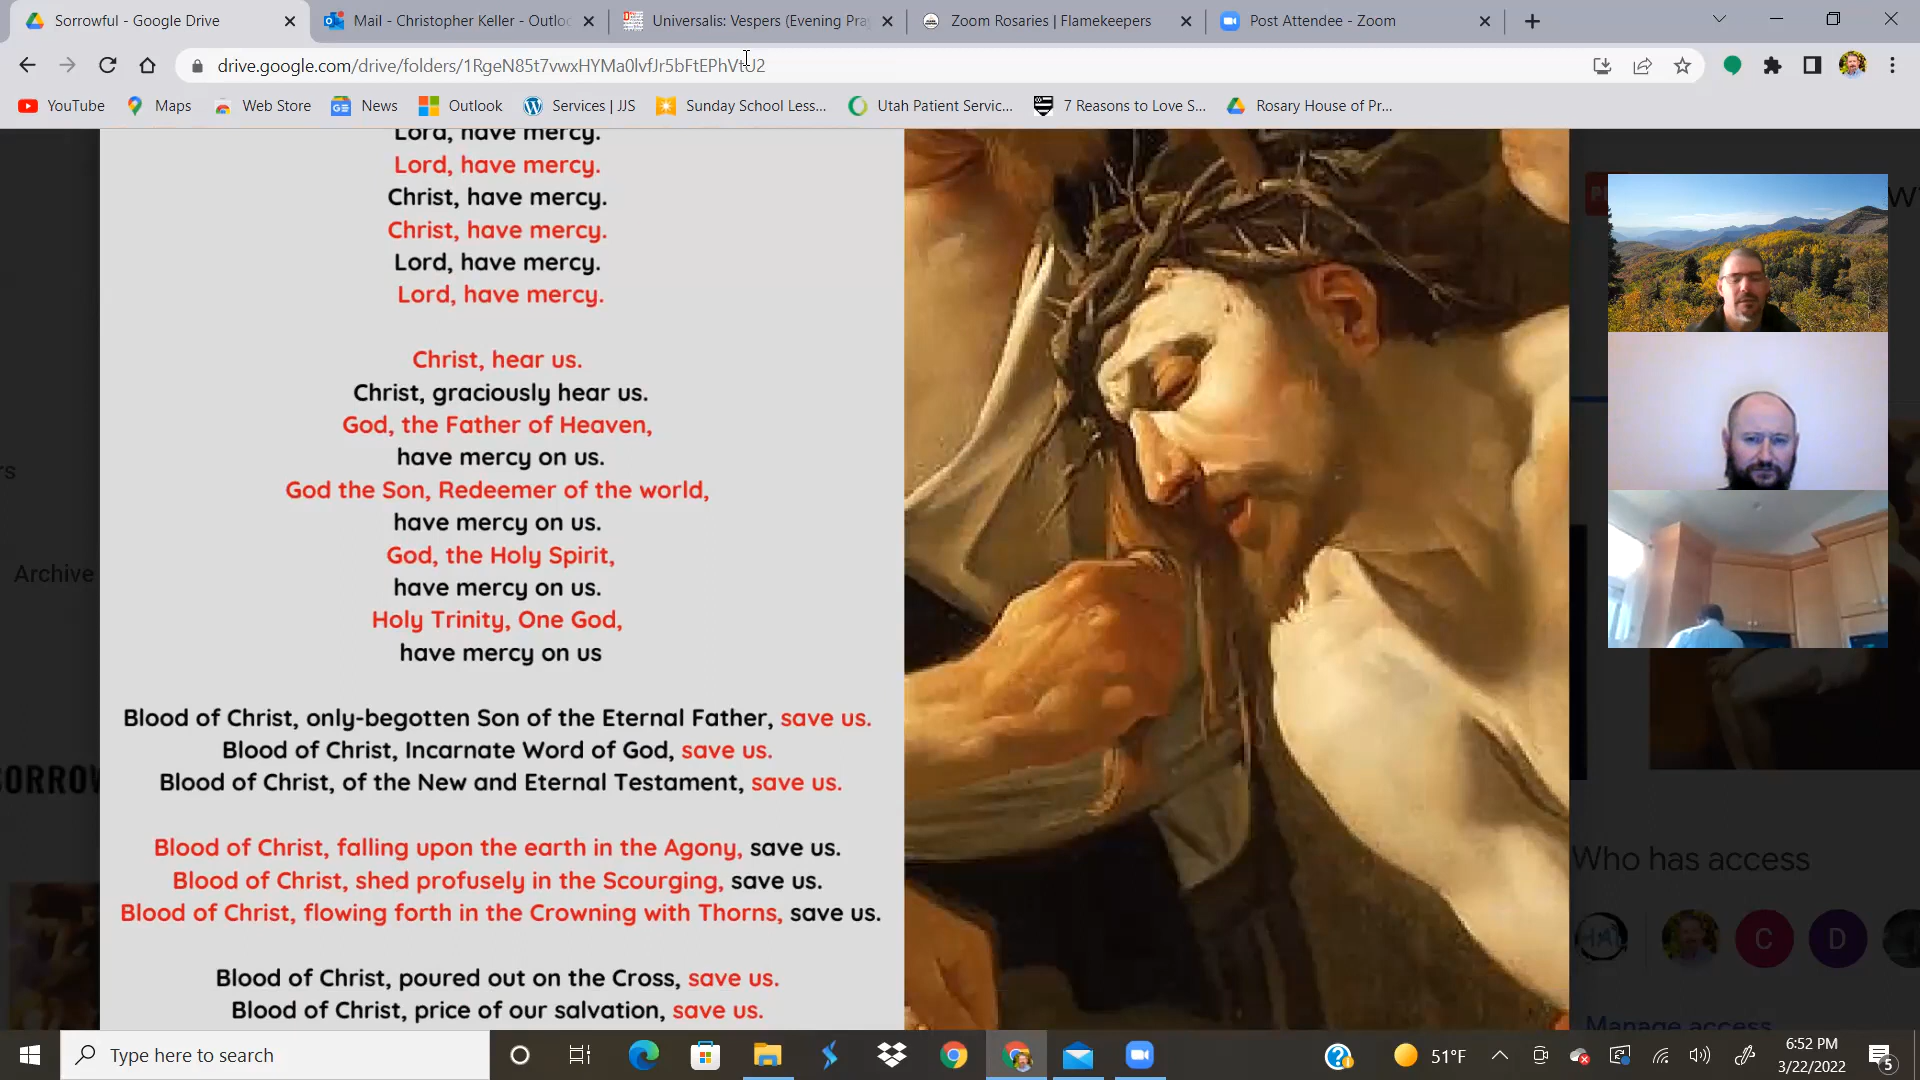 Sorrowful - Google Drive
Mail - Christopher Keller - Outloo
Universalis: Vespers (Evening Pra
Zoom Rosaries | Flamekeepers
Post Attendee - Zoom
drive.google.com/drive/folders/1RgeN85t7vwxHYMa0lvfJr5bFtEPhVtU2
YouTube
Maps
Web Store
News
Outlook
Services | JJS
Sunday School Less...
Utah Patient Servic...
7 Reasons to Love S...
Rosary House of Pr...
Lord, have mercy.
Lord, have mercy.
Christ, have mercy.
Christ, have mercy.
Lord, have mercy.
Lord, have mercy.
Christ, hear us.
Christ, graciously hear us.
God, the Father of Heaven,
have mercy on us.
God the Son, Redeemer of the world,
have mercy on us.
God, the Holy Spirit,
have mercy on us.
Holy Trinity, One God,
have mercy on us
Blood of Christ, only-begotten Son of the Eternal Father, save us.
Blood of Christ, Incarnate Word of God, save us.
Blood of Christ, of the New and Eternal Testament, save us.
Blood of Christ, falling upon the earth in the Agony, save us.
Blood of Christ, shed profusely in the Scourging, save us.
Blood of Christ, flowing forth in the Crowning with Thorns, save us.
Blood of Christ, poured out on the Cross, save us.
Blood of Christ, price of our salvation, save us.
Archive
SORROW
Who has access
C
D
Manage access
Type here to search
51°F
6:52 PM
3/22/2022
5